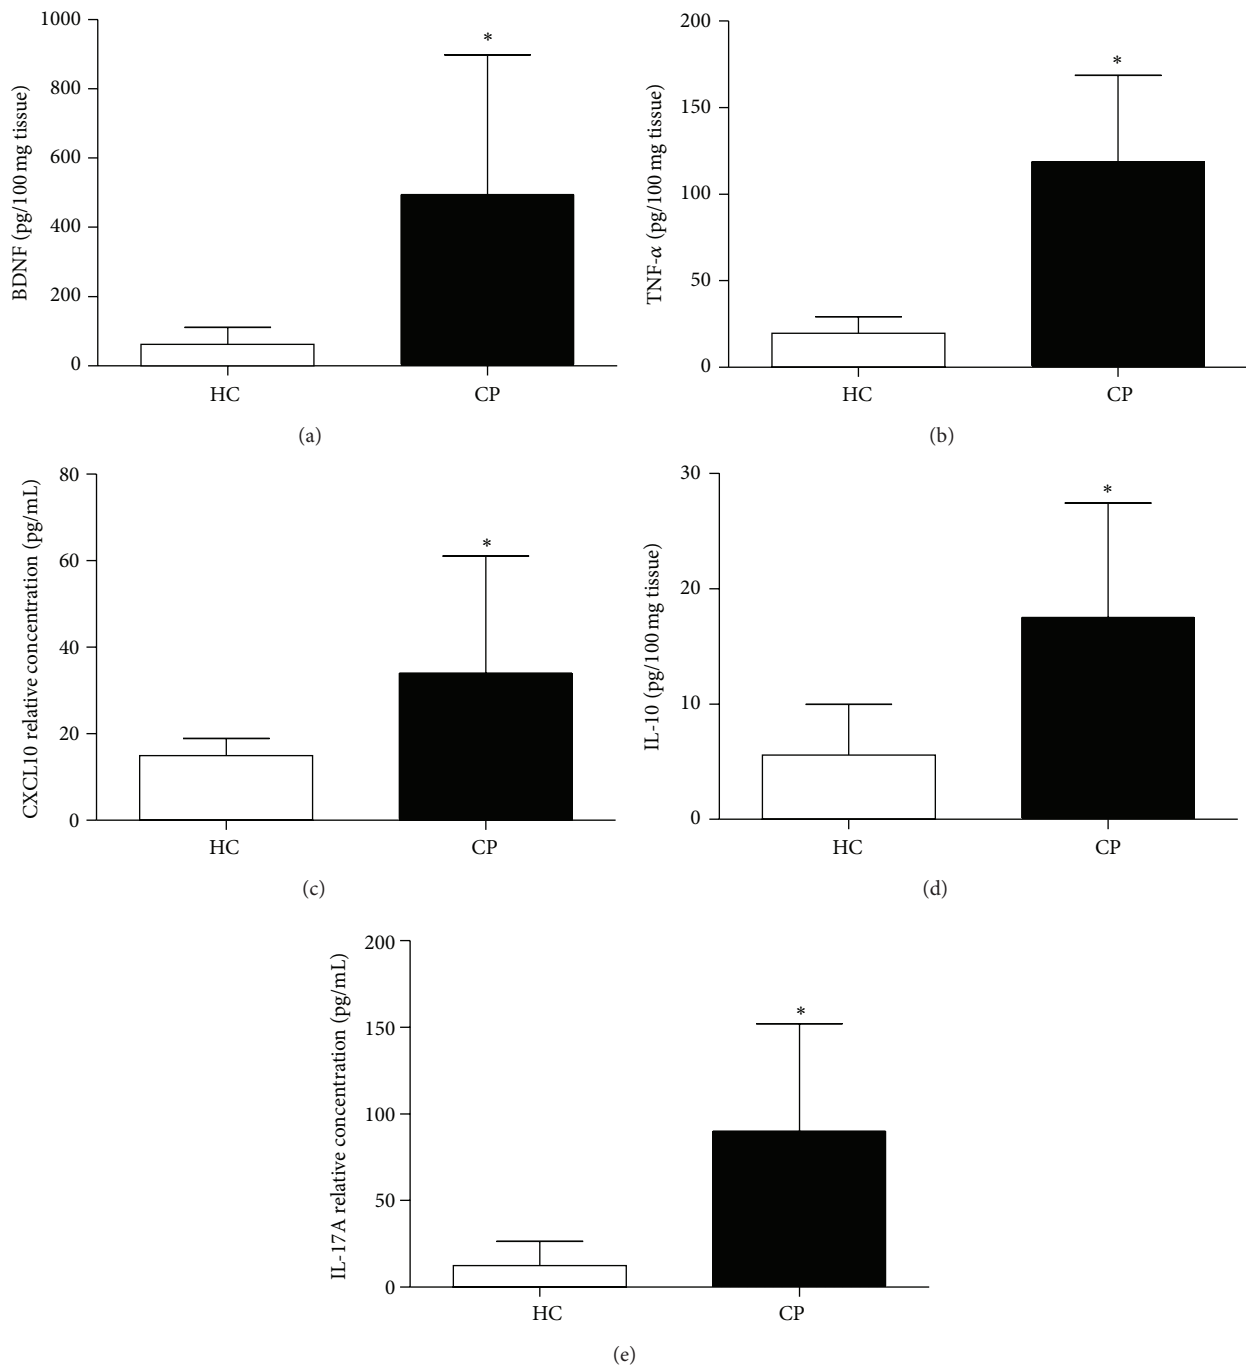 BDNF (pg/100 mg tissue)
1000
800
600
400
200
0
*
HC
CP
(a)
TNF-α (pg/100 mg tissue)
200
150
100
50
0
*
HC
CP
(b)
CXCL10 relative concentration (pg/mL)
80
60
40
20
0
*
HC
CP
(c)
IL-10 (pg/100 mg tissue)
30
20
10
0
*
HC
CP
(d)
IL-17A relative concentration (pg/mL)
200
150
100
50
0
*
HC
CP
(e)